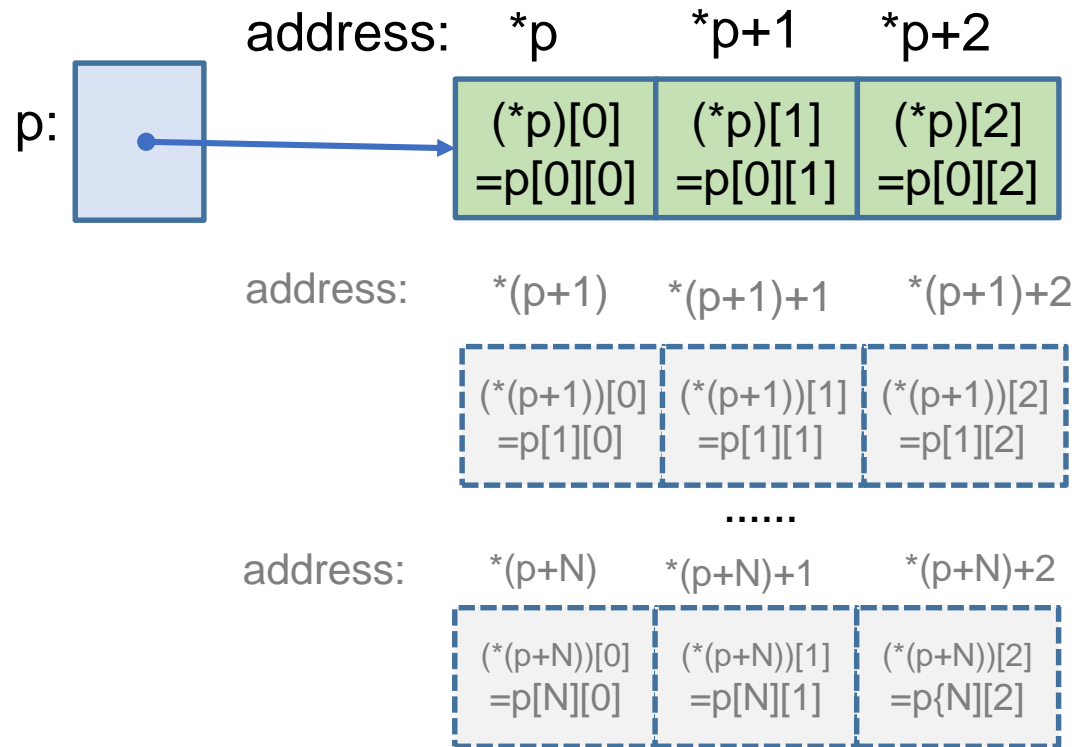 address: *p *p+1 *p+2
p:
(*p)[0] (*p)[1] (*p)[2]
=p[0][0] =p[0][1] =p[0][2]
address: *(p+1) *(p+1)+1 *(p+1)+2
(*(p+1))[0] (*(p+1))[1] (*(p+1))[2]
=p[1][0] =p[1][1] =p[1][2]
......
address: *(p+N) *(p+N)+1 *(p+N)+2
(*(p+N))[0] (*(p+N))[1] (*(p+N))[2]
=p[N][0] =p[N][1] =p{N][2]